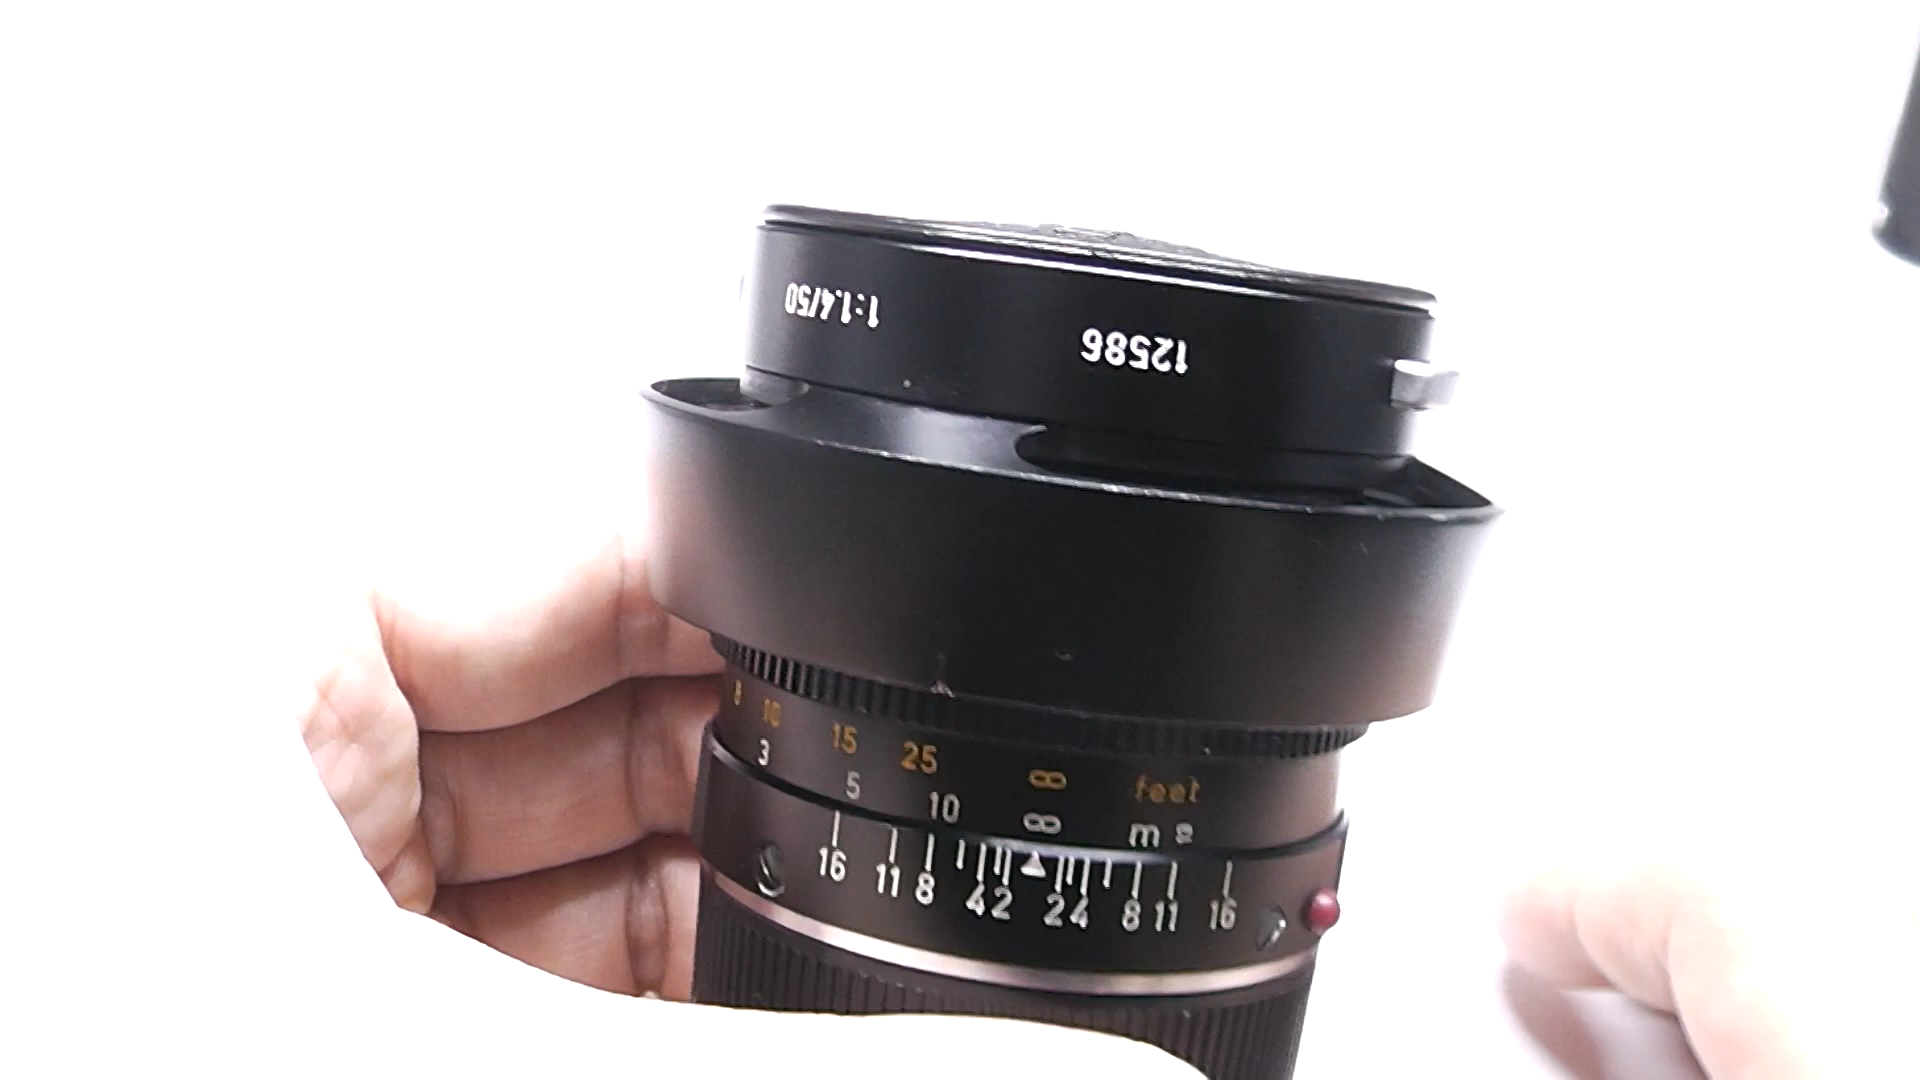 1:1.4/50 12586
8 10 15 25 ∞ feet
3 5 10 ∞ m
16 11 8 4 2 2 4 8 11 16